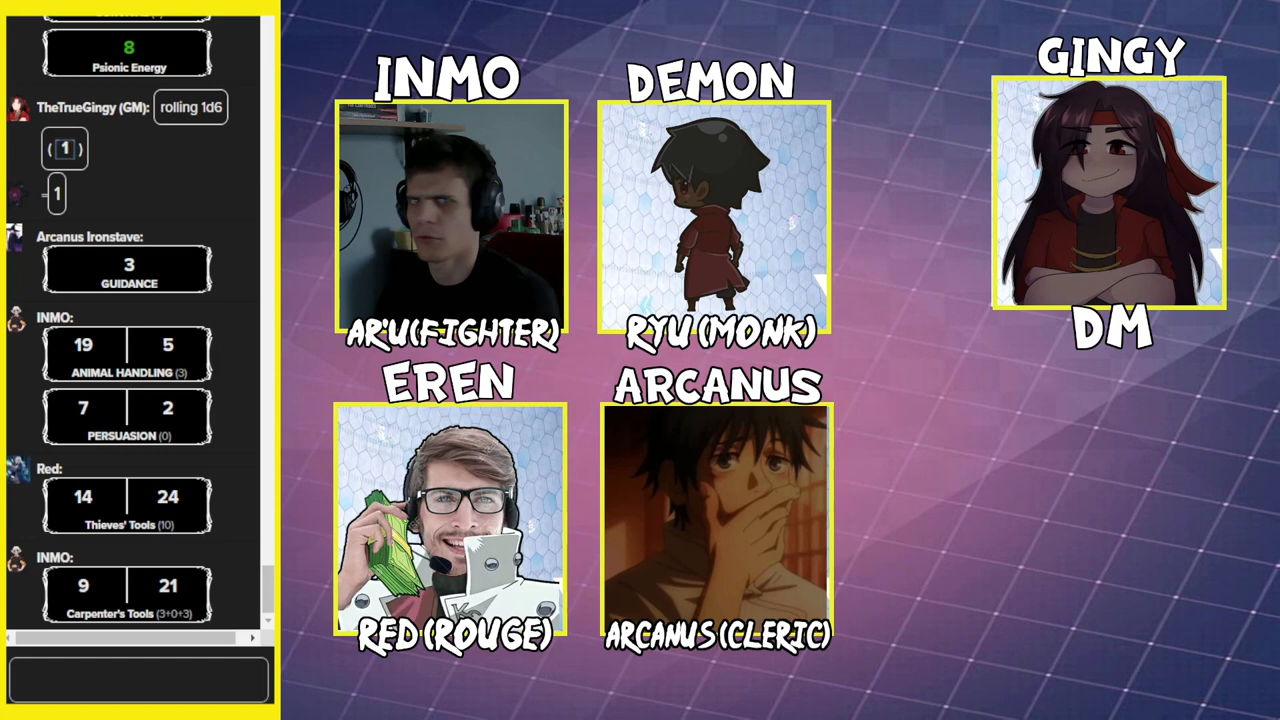 8
Psionic Energy
TheTrueGingy (GM): rolling 1d6
( 1 )
=1
Arcanus Ironstave:
3
GUIDANCE
INMO:
19 5
ANIMAL HANDLING (3)
7 2
PERSUASION (0)
Red:
14 24
Thieves' Tools (10)
INMO:
9 21
Carpenter's Tools (3+0+3)
INMO
DEMON
GINGY
AR'U(FIGHTER)
RYU(MONK)
DM
EREN
ARCANUS
RED(ROUGE)
ARCANUS(CLERIC)